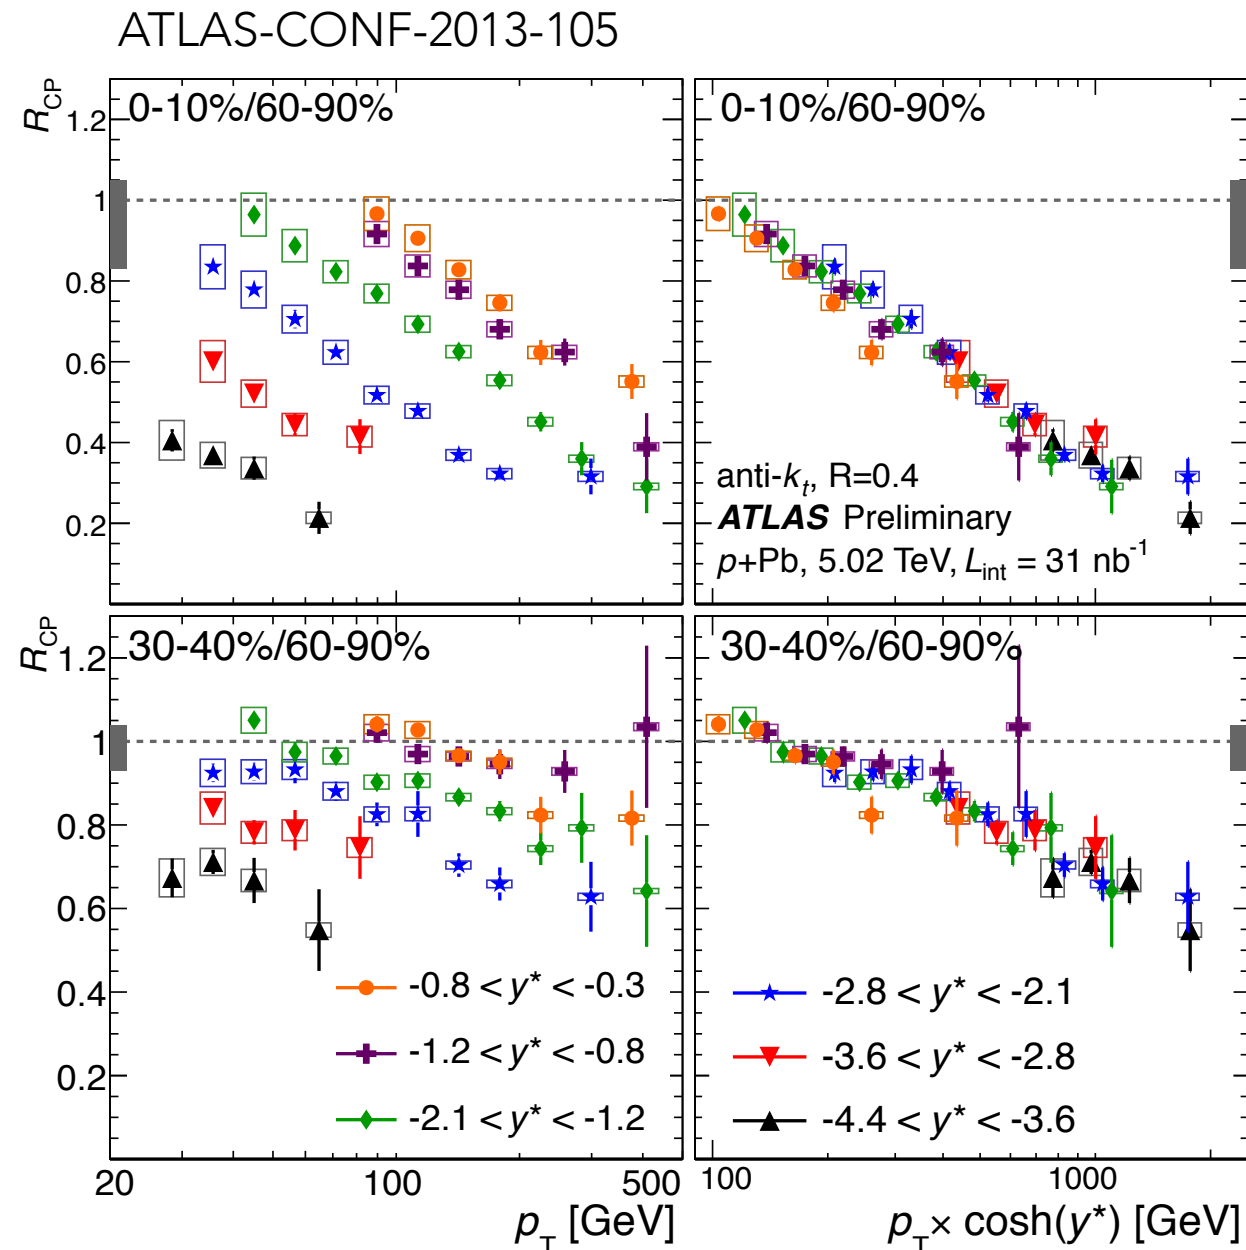 ATLAS-CONF-2013-105
R_CP
0-10%/60-90%
0-10%/60-90%
1.2
1
0.8
0.6
0.4
0.2
anti-k_t, R=0.4
ATLAS Preliminary
p+Pb, 5.02 TeV, L_int = 31 nb^-1
R_CP
30-40%/60-90%
30-40%/60-90%
1.2
1
0.8
0.6
0.4
0.2
-0.8 < y* < -0.3
-1.2 < y* < -0.8
-2.1 < y* < -1.2
-2.8 < y* < -2.1
-3.6 < y* < -2.8
-4.4 < y* < -3.6
20 100 500
100 1000
p_T [GeV]
p_T × cosh(y*) [GeV]